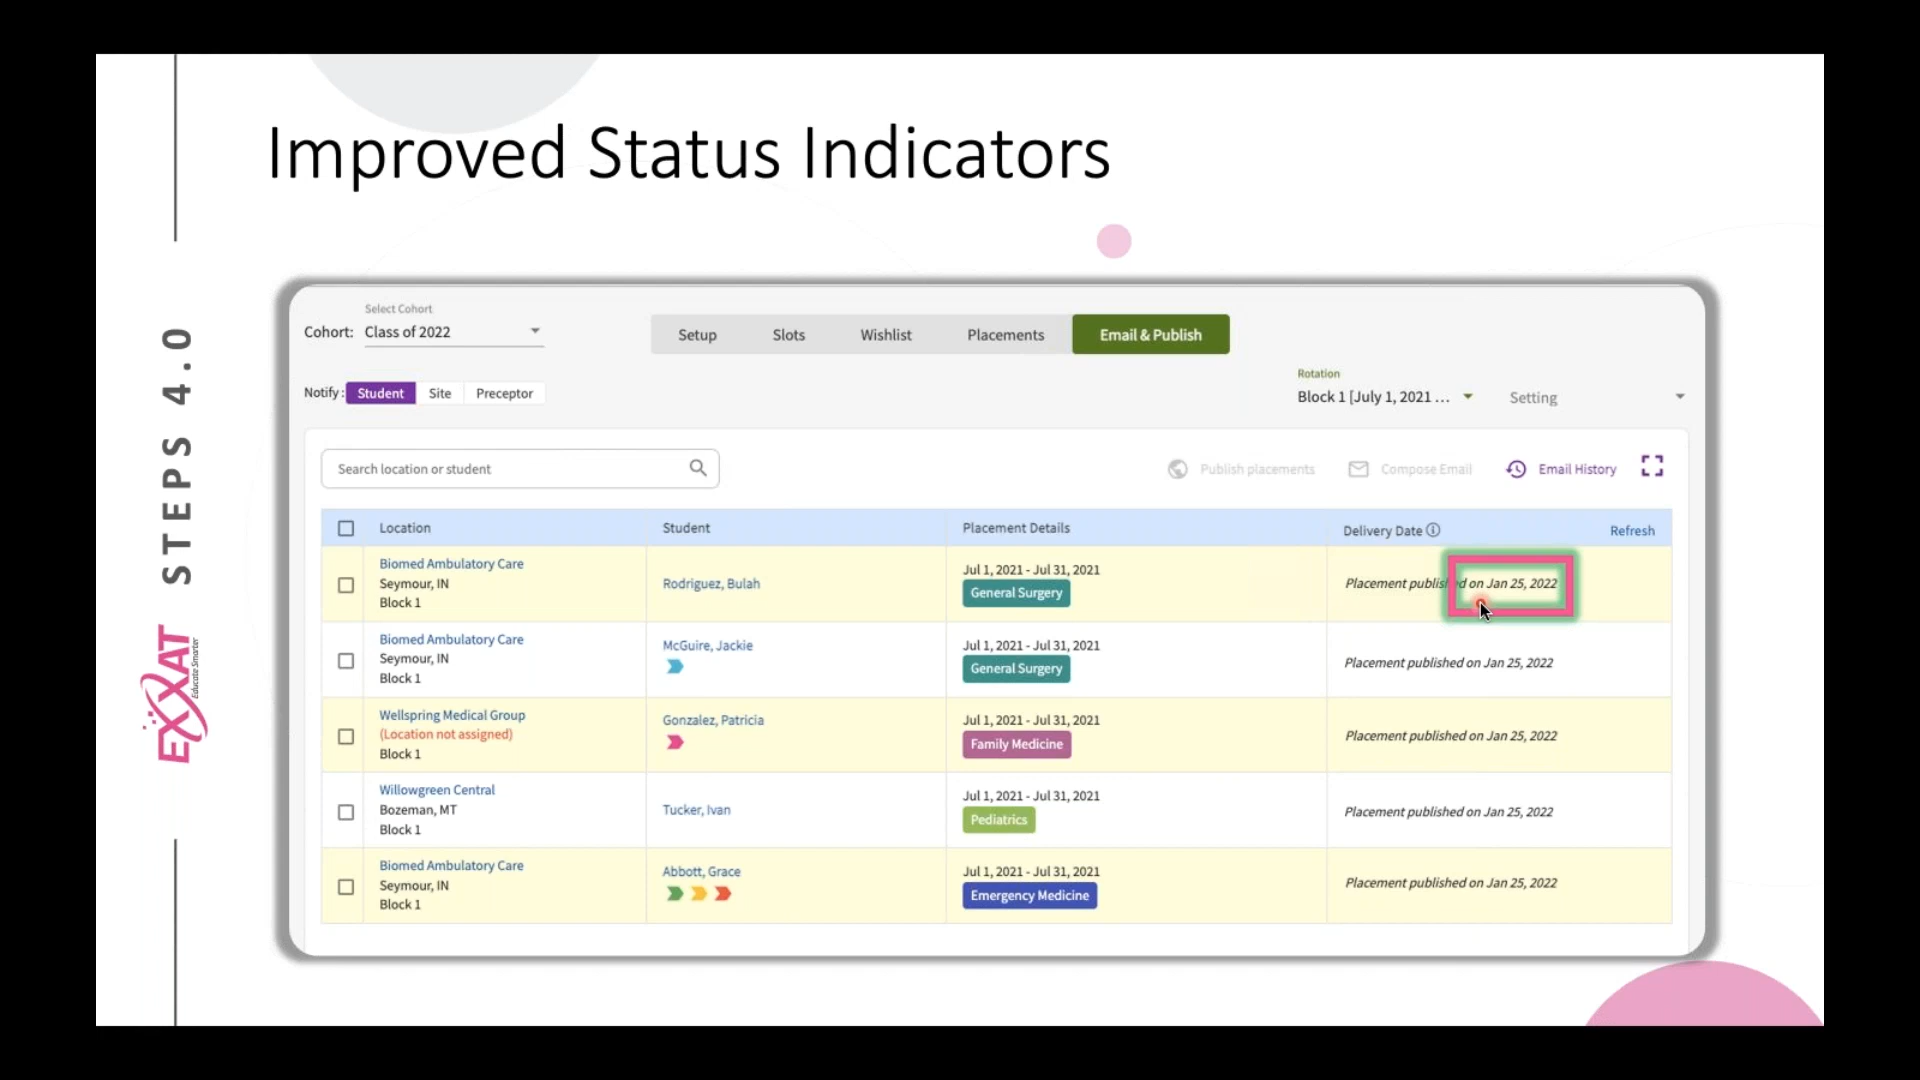 Improved Status Indicators
STEPS 4.0
EXXAT
Educate Smarter
Select Cohort
Cohort: Class of 2022
Setup Slots Wishlist Placements Email & Publish
Notify: Student Site Preceptor
Rotation
Block 1 [July 1, 2021 ... Setting
Search location or student
Publish placements Compose Email Email History
Location Student Placement Details Delivery Date Refresh
Biomed Ambulatory Care
Seymour, IN
Block 1
Rodriguez, Bulah
Jul 1, 2021 - Jul 31, 2021
General Surgery
Placement published on Jan 25, 2022
Biomed Ambulatory Care
Seymour, IN
Block 1
McGuire, Jackie
Jul 1, 2021 - Jul 31, 2021
General Surgery
Placement published on Jan 25, 2022
Wellspring Medical Group
(Location not assigned)
Block 1
Gonzalez, Patricia
Jul 1, 2021 - Jul 31, 2021
Family Medicine
Placement published on Jan 25, 2022
Willowgreen Central
Bozeman, MT
Block 1
Tucker, Ivan
Jul 1, 2021 - Jul 31, 2021
Pediatrics
Placement published on Jan 25, 2022
Biomed Ambulatory Care
Seymour, IN
Block 1
Abbott, Grace
Jul 1, 2021 - Jul 31, 2021
Emergency Medicine
Placement published on Jan 25, 2022